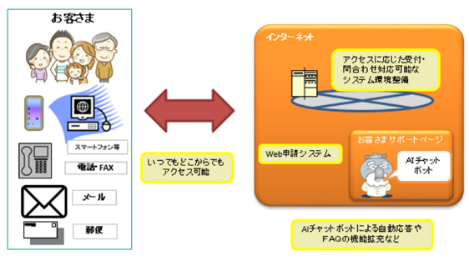 お客さま
スマートフォン等
電話・FAX
メール
郵便
いつでもどこからでも
アクセス可能
インターネット
アクセスに応じた受付・
問合わせ対応可能な
システム環境整備
Web申請システム
お客さまサポートページ
AIチャット
ボット
AIチャットボットによる自動応答や
FAQの機能拡充など